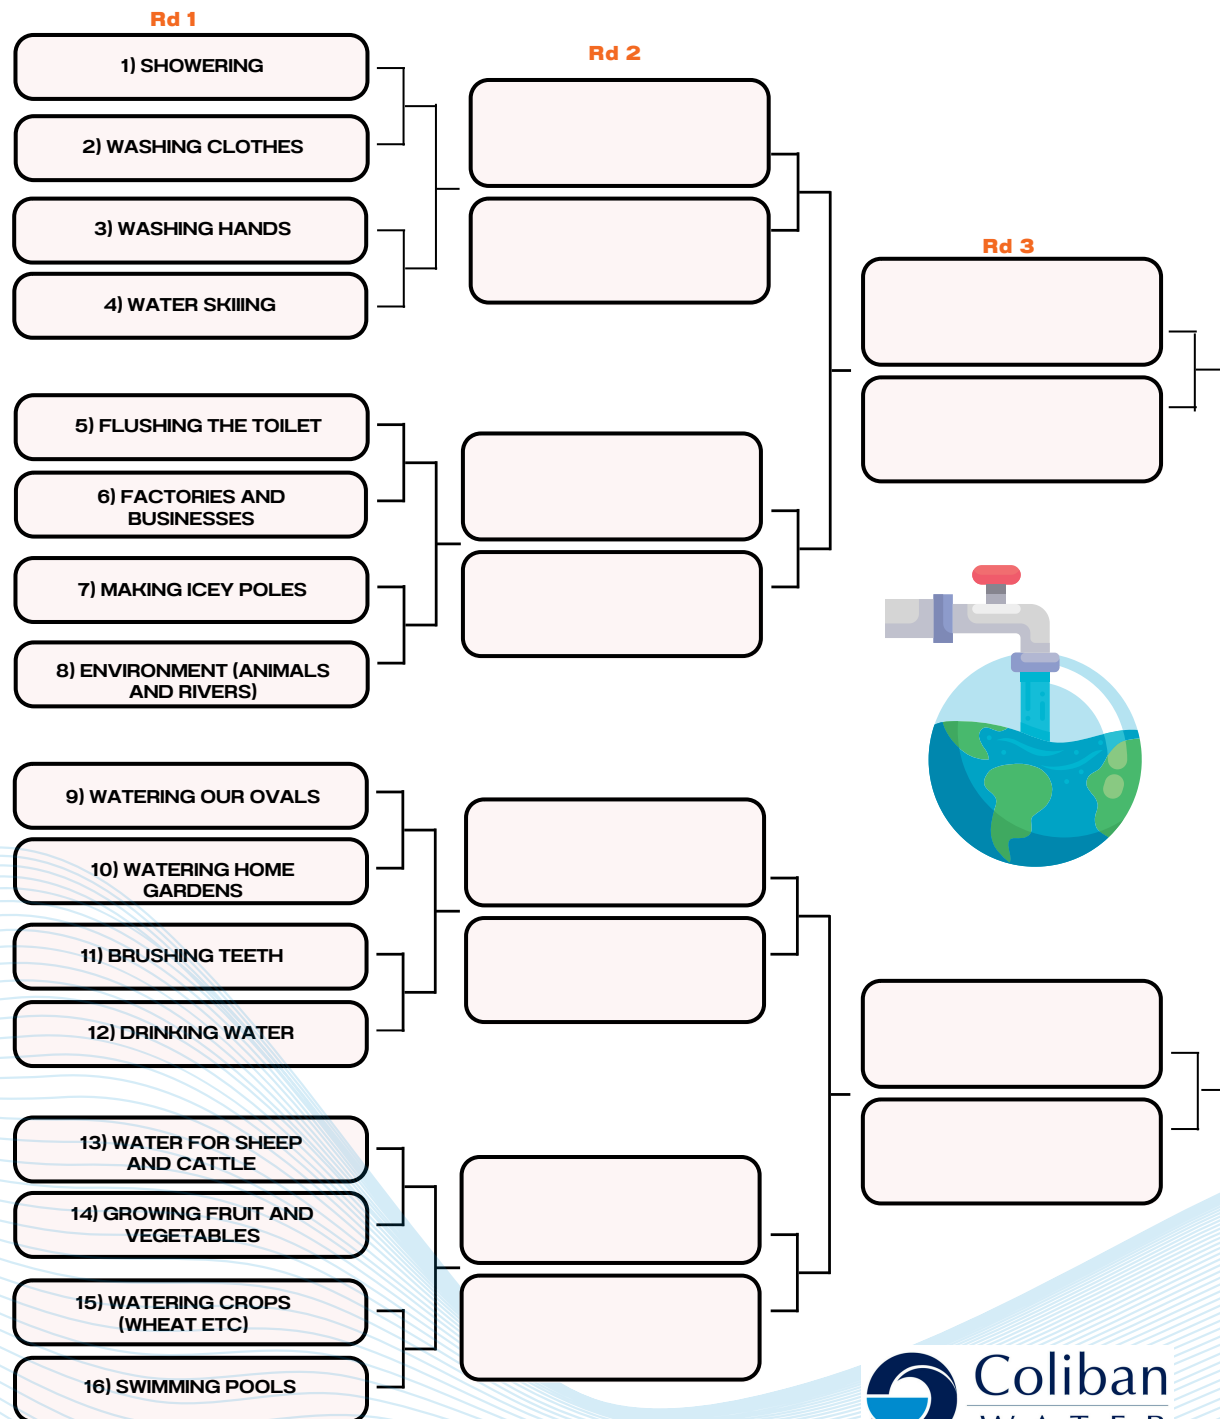 Rd 1
1) SHOWERING
2) WASHING CLOTHES
3) WASHING HANDS
4) WATER SKIIING
5) FLUSHING THE TOILET
6) FACTORIES AND
BUSINESSES
7) MAKING ICEY POLES
8) ENVIRONMENT (ANIMALS
AND RIVERS)
9) WATERING OUR OVALS
10) WATERING HOME
GARDENS
11) BRUSHING TEETH
12) DRINKING WATER
13) WATER FOR SHEEP
AND CATTLE
14) GROWING FRUIT AND
VEGETABLES
15) WATERING CROPS
(WHEAT ETC)
16) SWIMMING POOLS
Rd 2
Rd 3
Coliban
WATER